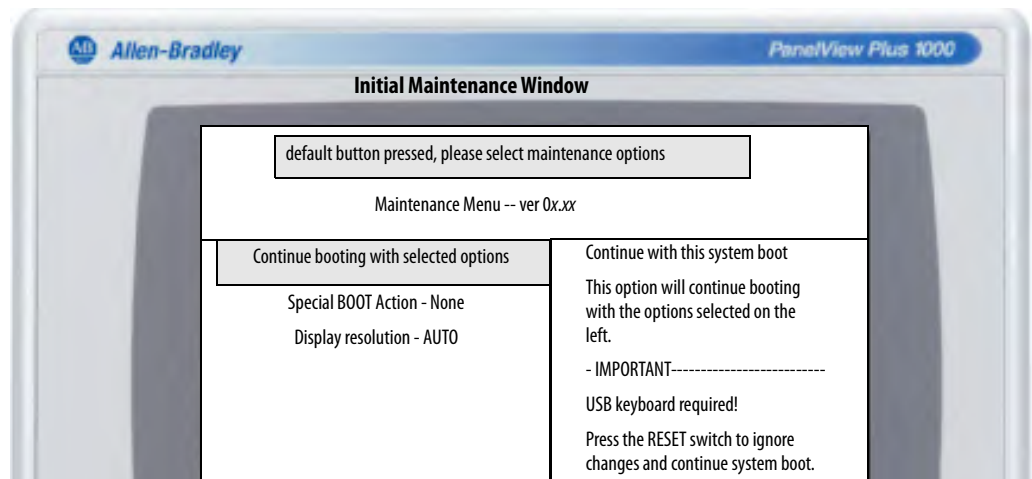 AB
Allen-Bradley
PanelView Plus 1000
Initial Maintenance Window
default button pressed, please select maintenance options
Maintenance Menu -- ver 0x.xx
Continue booting with selected options
Special BOOT Action - None
Display resolution - AUTO
Continue with this system boot
This option will continue booting
with the options selected on the
left.
- IMPORTANT--------------------------
USB keyboard required!
Press the RESET switch to ignore
changes and continue system boot.